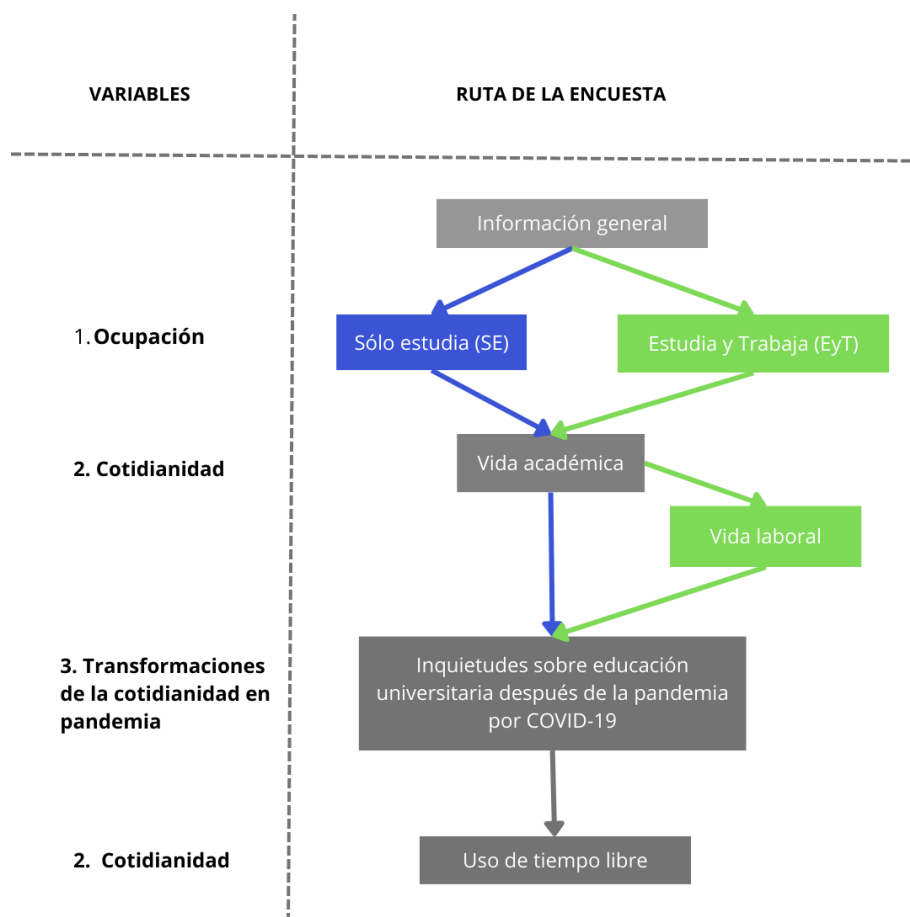 VARIABLES
RUTA DE LA ENCUESTA
Información general
1. Ocupación
Sólo estudia (SE)
Estudia y Trabaja (EyT)
2. Cotidianidad
Vida académica
Vida laboral
3. Transformaciones
de la cotidianidad en
pandemia
Inquietudes sobre educación
universitaria después de la pandemia
por COVID-19
2. Cotidianidad
Uso de tiempo libre